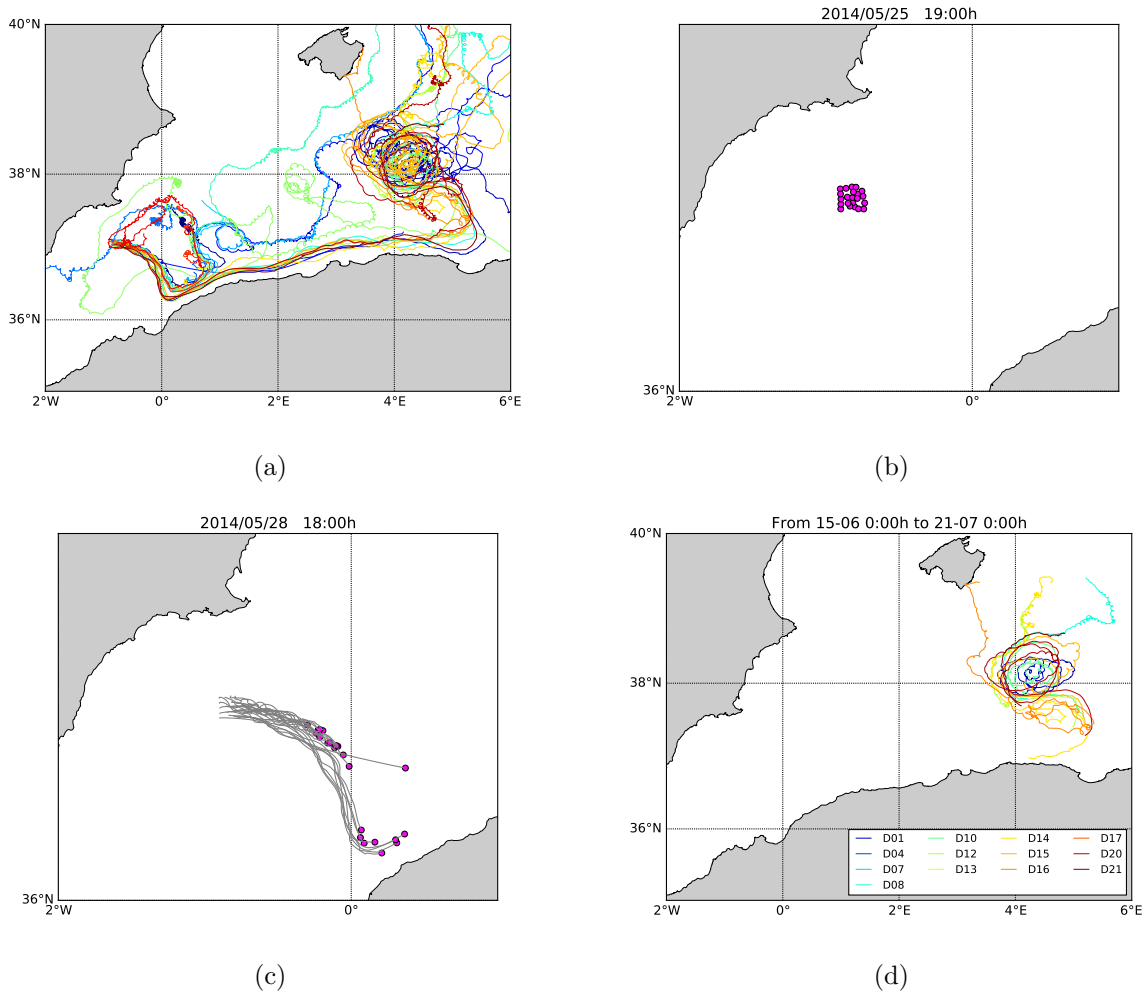 40°N
38°N
36°N
2°W
0°
2°E
4°E
6°E
(a)
2014/05/25 19:00h
36°N
2°W
0°
(b)
2014/05/28 18:00h
36°N
2°W
0°
(c)
From 15-06 0:00h to 21-07 0:00h
40°N
38°N
36°N
D01 D10 D14 D17
D04 D12 D15 D20
D07 D13 D16 D21
D08
2°W
0°
2°E
4°E
6°E
(d)